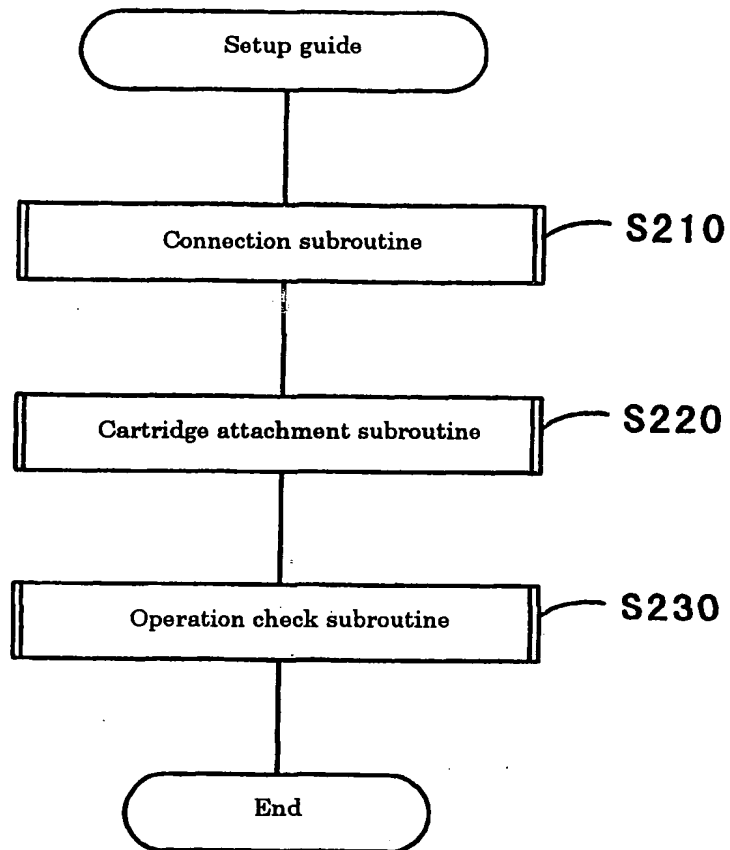 Setup guide
Connection subroutine
S210
Cartridge attachment subroutine
S220
Operation check subroutine
S230
End